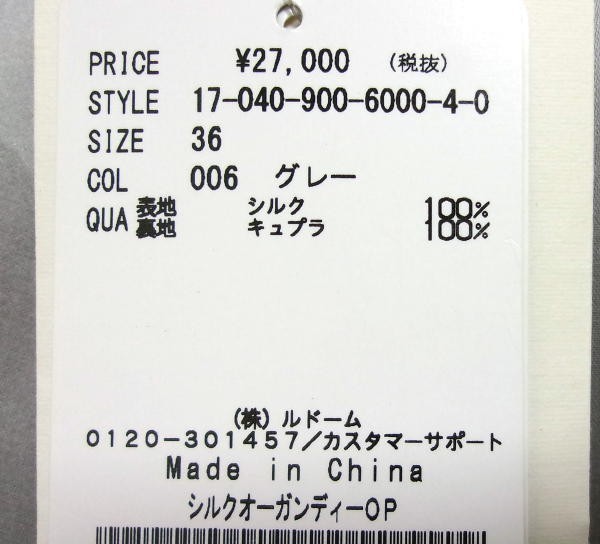 PRICE ¥27,000 (税抜)
STYLE 17-040-900-6000-4-0
SIZE 36
COL 006 グレー
QUA 表地 シルク 100%
裏地 キュプラ 100%
(株)ルドーム
0120-301457/カスタマーサポート
Made in China
シルクオーガンディーOP